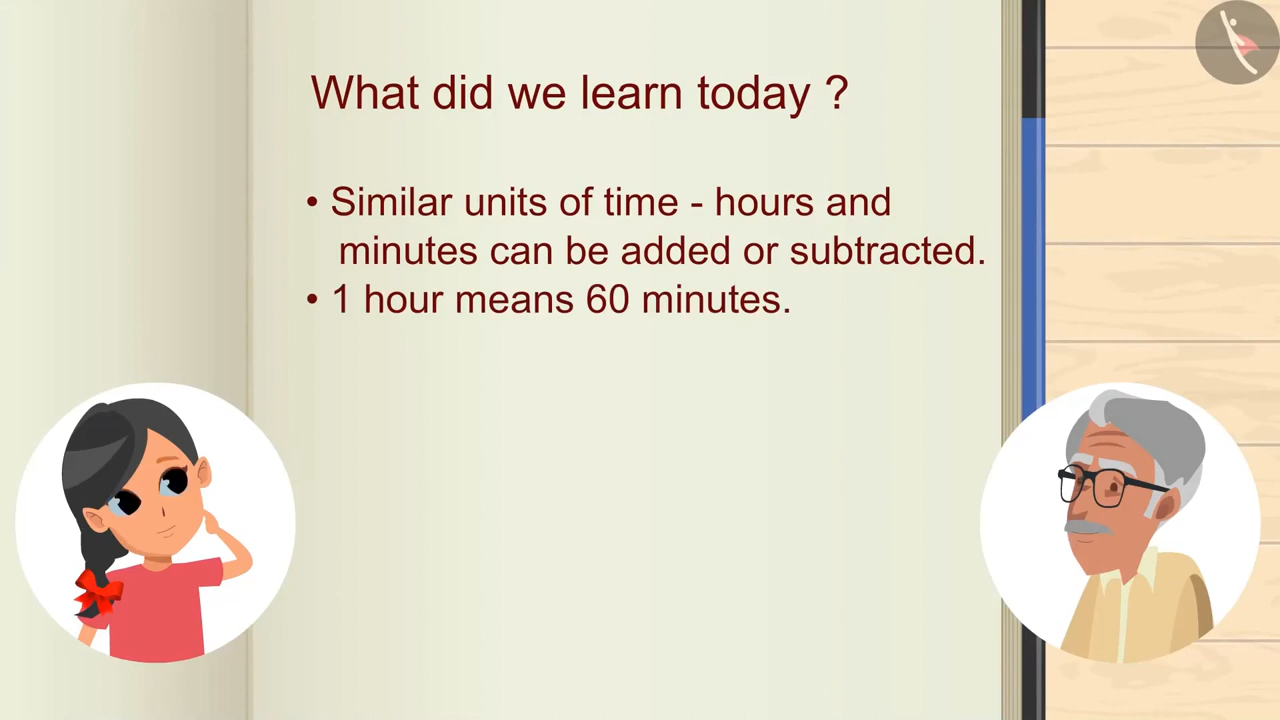 What did we learn today ?
• Similar units of time - hours and
minutes can be added or subtracted.
• 1 hour means 60 minutes.